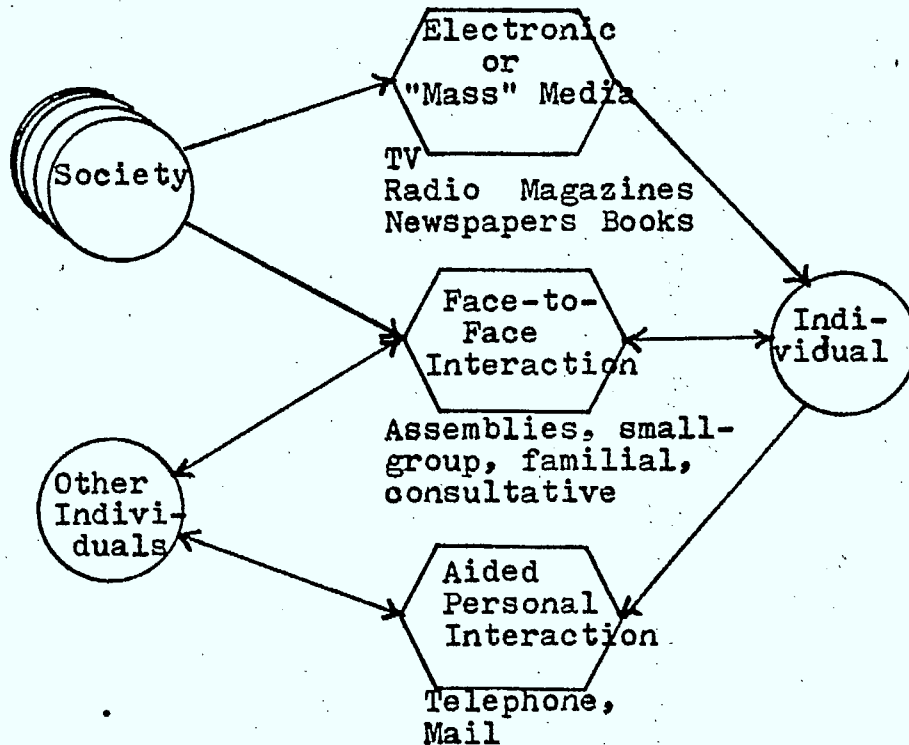 Electronic
or
"Mass" Media
Society
TV
Radio Magazines
Newspapers Books
Face-to-
Face
Interaction
Indi-
vidual
Assemblies, small-
group, familial,
consultative
Other
Indivi-
duals
Aided
Personal
Interaction
Telephone,
Mail